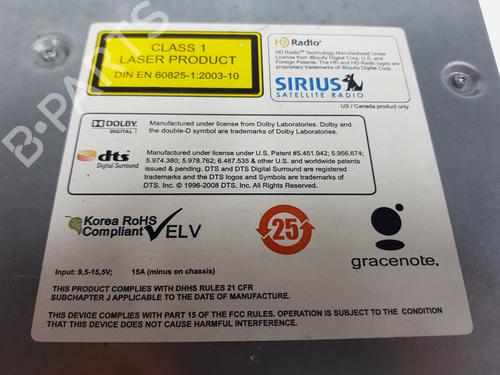 CLASS 1
LASER PRODUCT
DIN EN 60825-1:2003-10
HD Radio
HD Radio™ Technology Manufactured Under
License from iBiquity Digital Corp. U.S. and
Foreign Patents. The HD and HD Radio logos are
proprietary trademarks of iBiquity Digital Corp.
SIRIUS
SATELLITE RADIO
US / Canada product only
DOLBY
DIGITAL
Manufactured under license from Dolby Laboratories. Dolby and
the double-D symbol are trademarks of Dolby Laboratories.
dts
Digital Surround
Manufactured under license under U.S. Patent #5.451.942; 5.956.674;
5.974.380; 5.978.762; 6.487.535 & other U.S. and worldwide patents
issued & pending. DTS and DTS Digital Surround are registered
trademarks and the DTS logos and Symbols are Tradmarks of
DTS. Inc. © 1996-2008 DTS. Inc. All Rights Reserved.
Korea RoHS
Compliant
ELV
25
gracenote.
Input: 9,5-15,5V; 15A (minus on chassis)
THIS PRODUCT COMPLIES WITH DHHS RULES 21 CFR
SUBCHAPTER J APPLICABLE TO THE DATE OF MANUFACTURE.
THIS DEVICE COMPLIES WITH PART 15 OF THE FCC RULES. OPERATION IS SUBJECT TO THE CONDITION
THAT THIS DEVICE DOES NOT CAUSE HARMFUL INTERFERENCE.
B-PARTS